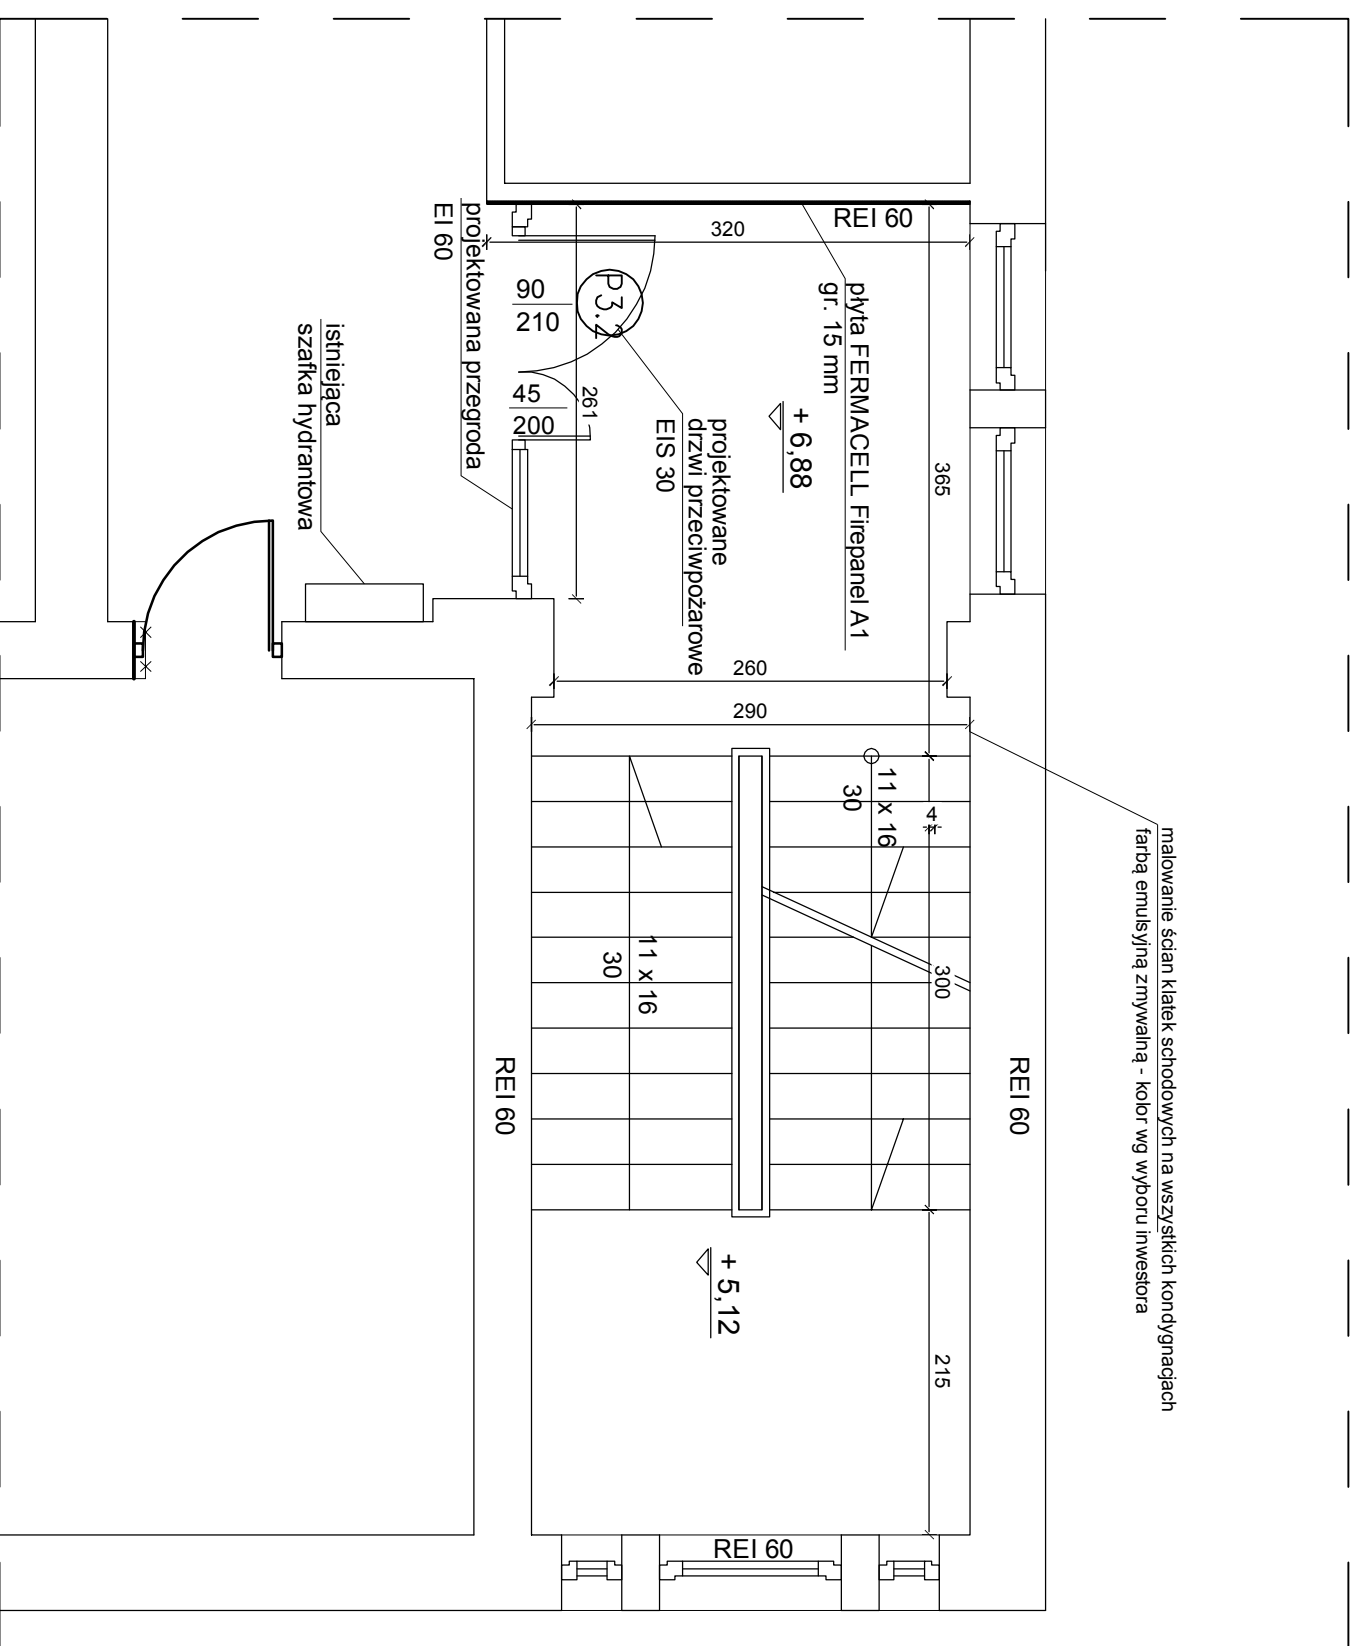 REI 60
320
płyta FERMACELL Firepanel A1
gr. 15 mm
projektowana przegroda
EI 60
90
210
P3.2
45
200
261
istniejąca
szafka hydrantowa
projektowane
drzwi przeciwpożarowe
EIS 30
+ 6,88
365
260
290
11 x 16
30
4
malowanie ścian klatek schodowych na wszystkich kondygnacjach
farbą emulsyjną zmywalną - kolor wg wyboru inwestora
11 x 16
30
300
REI 60
REI 60
+ 5,12
215
REI 60